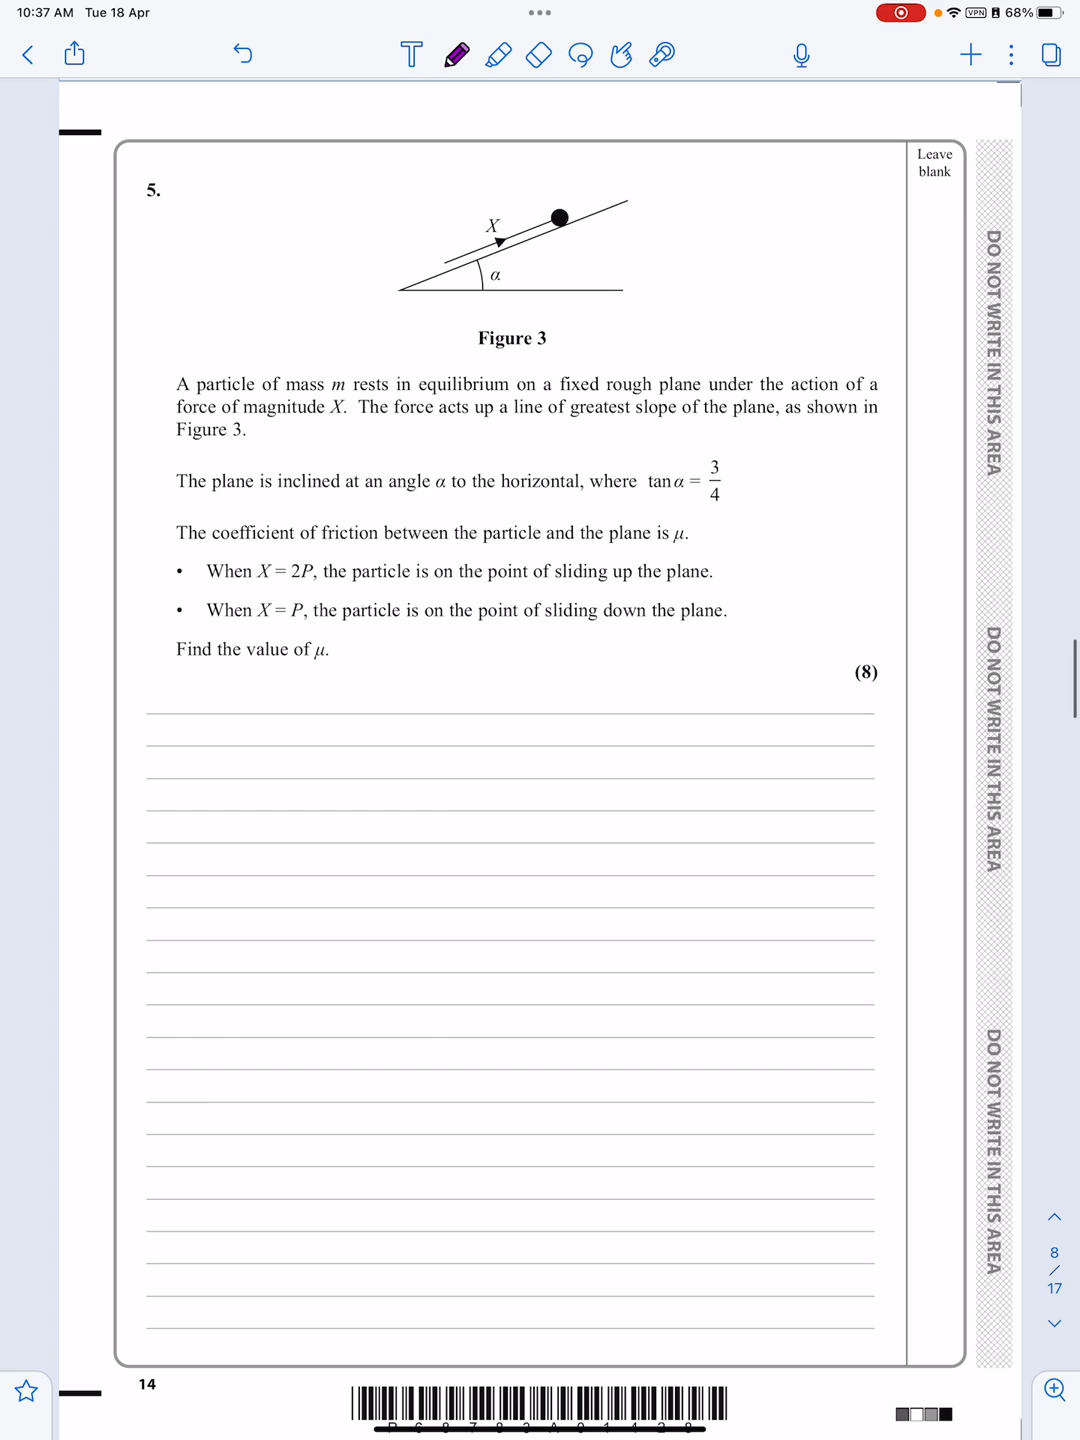 10:37 AM Tue 18 Apr
VPN
68%
Leave
blank
5.
X
α
Figure 3
A particle of mass m rests in equilibrium on a fixed rough plane under the action of a
force of magnitude X. The force acts up a line of greatest slope of the plane, as shown in
Figure 3.
The plane is inclined at an angle α to the horizontal, where tan α = 3/4
The coefficient of friction between the particle and the plane is μ.
• When X = 2P, the particle is on the point of sliding up the plane.
• When X = P, the particle is on the point of sliding down the plane.
Find the value of μ.
(8)
DO NOT WRITE IN THIS AREA
DO NOT WRITE IN THIS AREA
DO NOT WRITE IN THIS AREA
8
/
17
14